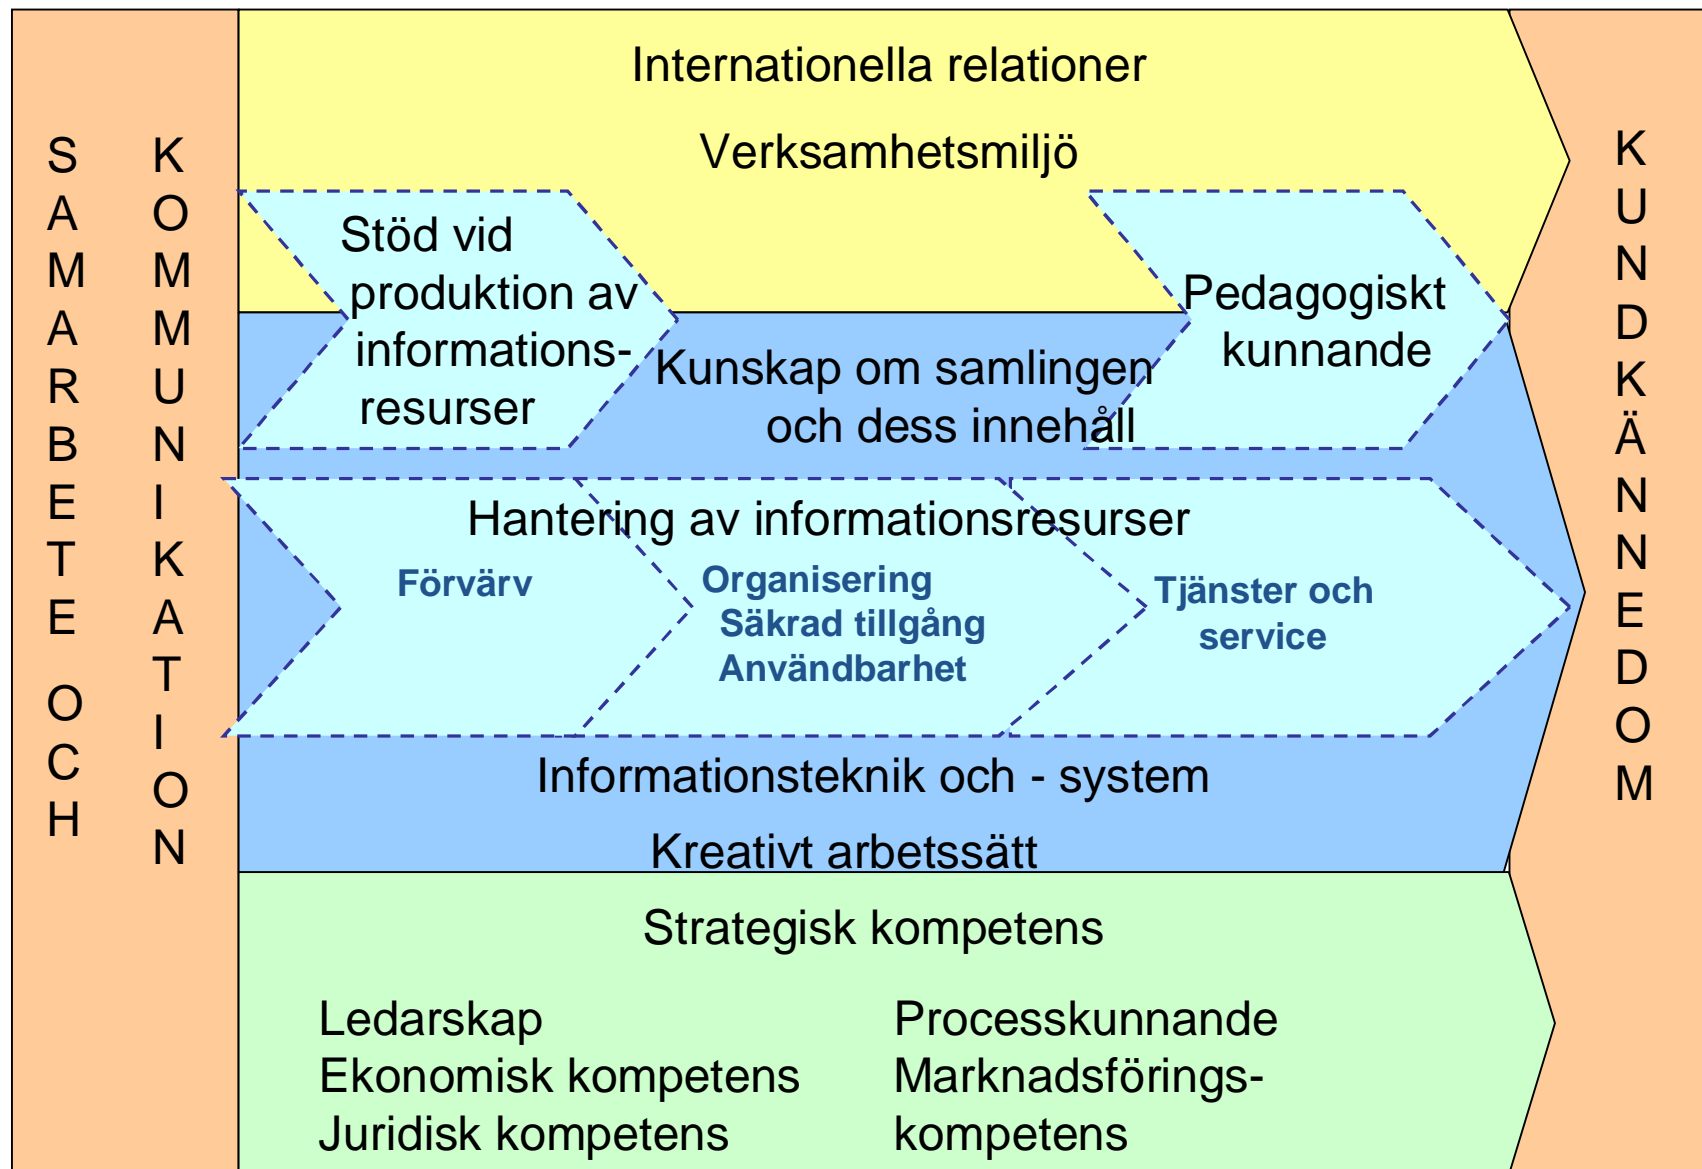 SAMARBETE OCH
KOMMUNIKATION
Internationella relationer
Verksamhetsmiljö
Stöd vid
produktion av
informations-
resurser
Kunskap om samlingen
och dess innehåll
Pedagogiskt
kunnande
Hantering av informationsresurser
Förvärv
Organisering
Säkrad tillgång
Användbarhet
Tjänster och
service
Informationsteknik och - system
Kreativt arbetssätt
Strategisk kompetens
Ledarskap
Ekonomisk kompetens
Juridisk kompetens
Processkunnande
Marknadsförings-
kompetens
KUNDKÄNNEDOM